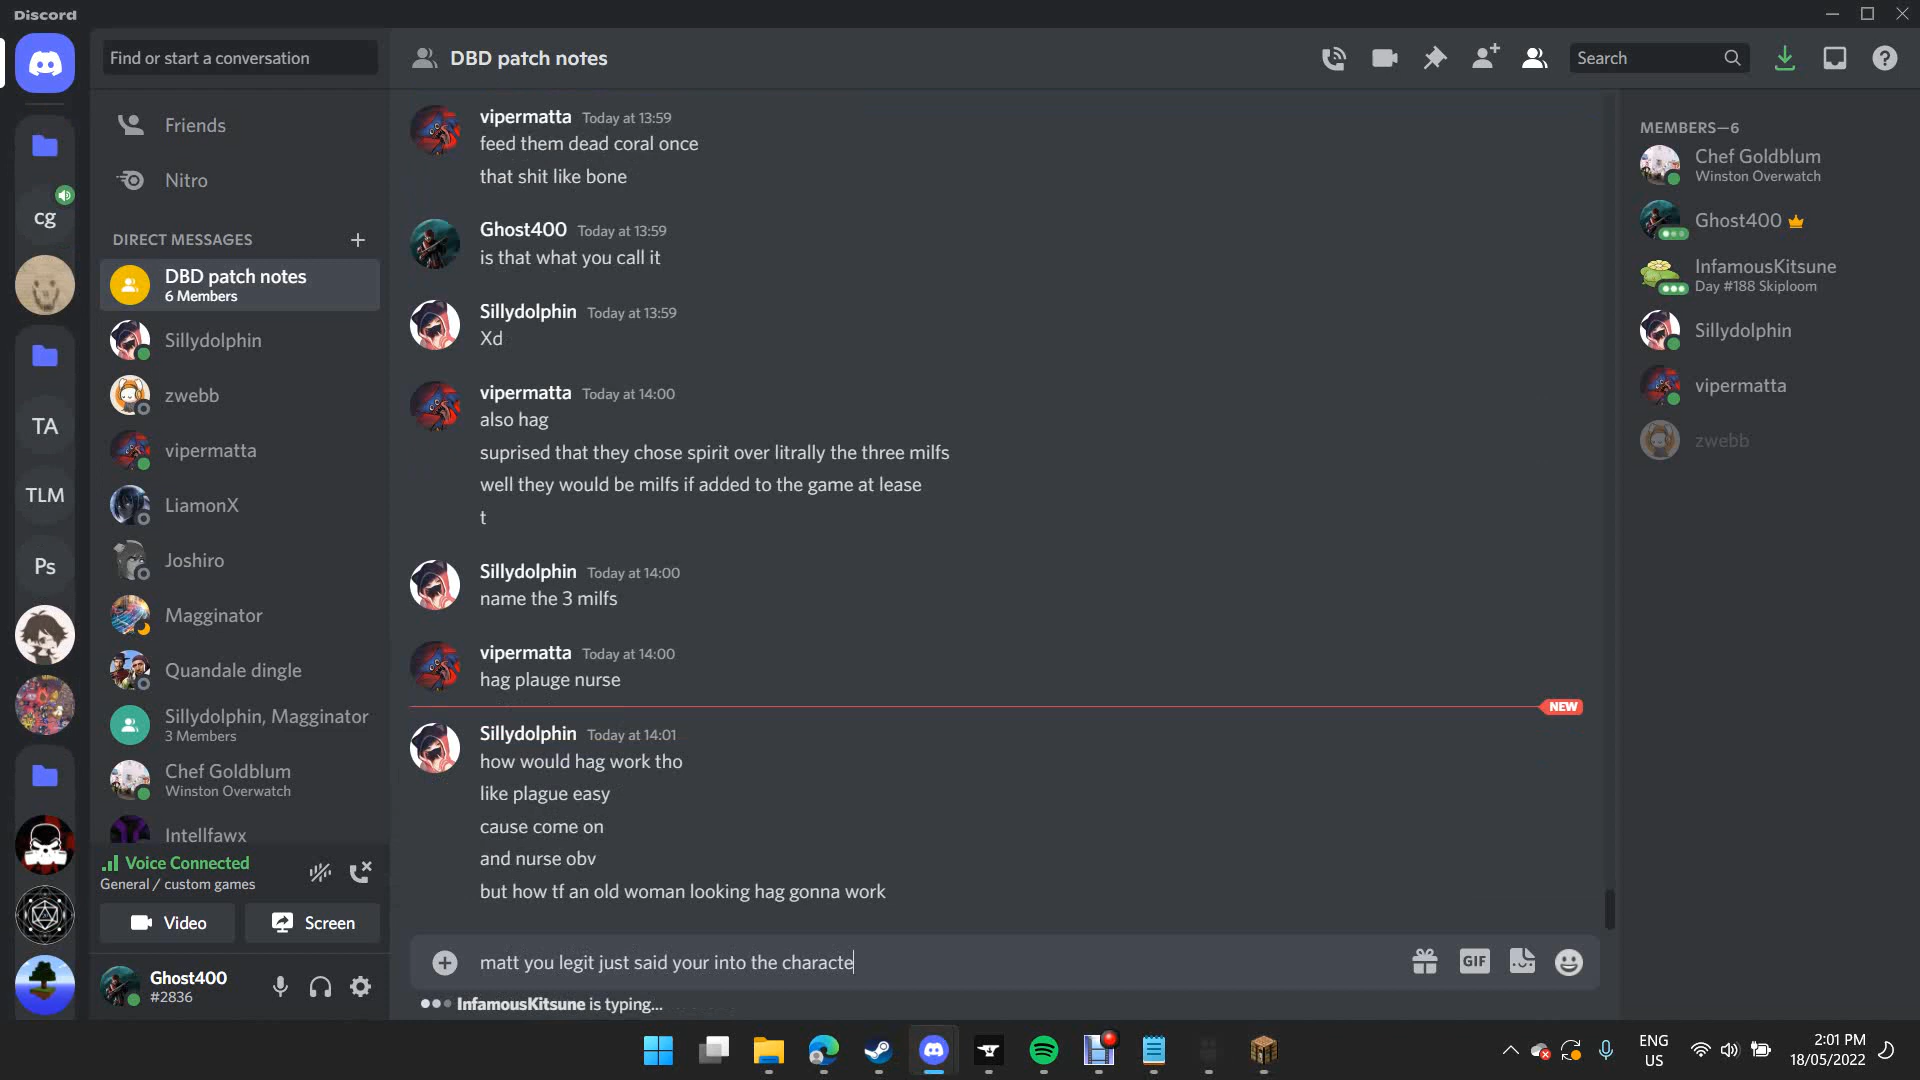 Discord
Find or start a conversation
DBD patch notes
Search
Friends
Nitro
DIRECT MESSAGES
DBD patch notes
6 Members
Sillydolphin
zwebb
vipermatta
LiamonX
Joshiro
Magginator
Quandale dingle
Sillydolphin, Magginator
3 Members
Chef Goldblum
Winston Overwatch
Intellfawx
Voice Connected
General / custom games
Video
Screen
Ghost400
#2836
cg
TA
TLM
Ps
vipermatta Today at 13:59
feed them dead coral once
that shit like bone
Ghost400 Today at 13:59
is that what you call it
Sillydolphin Today at 13:59
Xd
vipermatta Today at 14:00
also hag
suprised that they chose spirit over litrally the three milfs
well they would be milfs if added to the game at lease
t
Sillydolphin Today at 14:00
name the 3 milfs
vipermatta Today at 14:00
hag plauge nurse
NEW
Sillydolphin Today at 14:01
how would hag work tho
like plague easy
cause come on
and nurse obv
but how tf an old woman looking hag gonna work
matt you legit just said your into the characte
GIF
InfamousKitsune is typing...
MEMBERS—6
Chef Goldblum
Winston Overwatch
Ghost400
InfamousKitsune
Day #188 Skiploom
Sillydolphin
vipermatta
zwebb
ENG
US
2:01 PM
18/05/2022